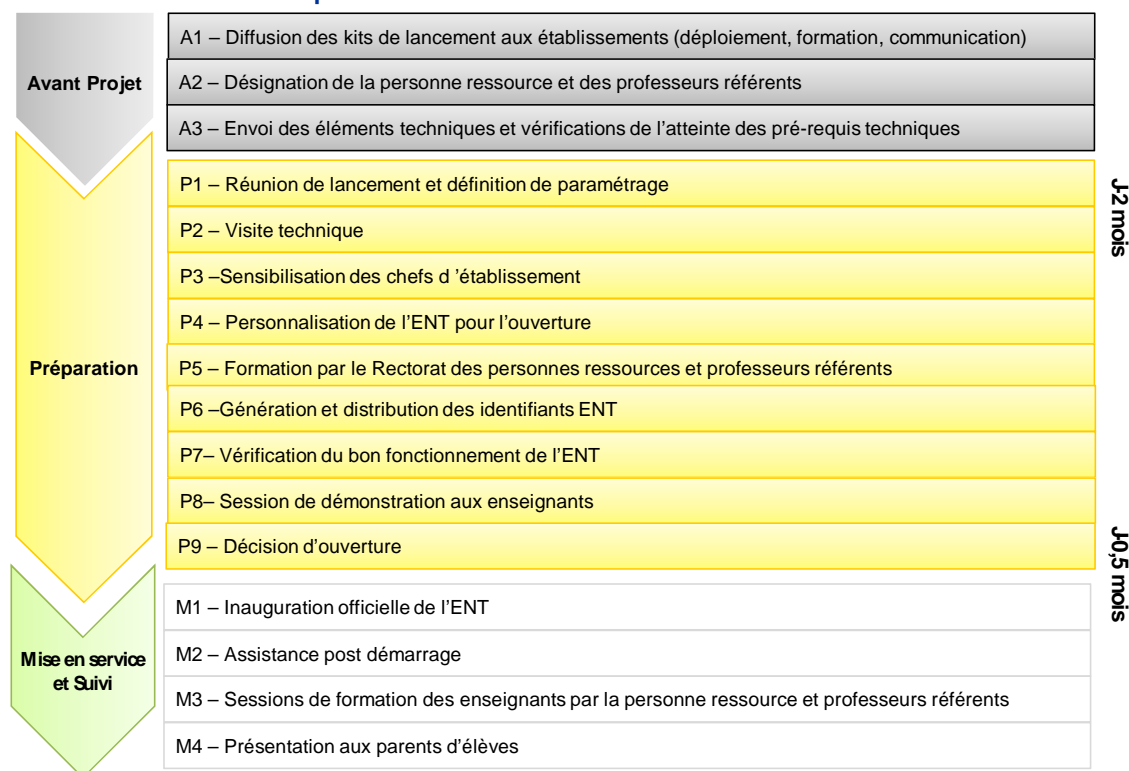 A1 – Diffusion des kits de lancement aux établissements (déploiement, formation, communication)
Avant Projet
A2 – Désignation de la personne ressource et des professeurs référents
A3 – Envoi des éléments techniques et vérifications de l'atteinte des pré-requis techniques
P1 – Réunion de lancement et définition de paramétrage
J-2 mois
P2 – Visite technique
P3 –Sensibilisation des chefs d 'établissement
P4 – Personnalisation de l'ENT pour l'ouverture
Préparation
P5 – Formation par le Rectorat des personnes ressources et professeurs référents
P6 –Génération et distribution des identifiants ENT
P7– Vérification du bon fonctionnement de l'ENT
P8– Session de démonstration aux enseignants
P9 – Décision d'ouverture
J-0,5 mois
M1 – Inauguration officielle de l'ENT
Mise en service
et Suivi
M2 – Assistance post démarrage
M3 – Sessions de formation des enseignants par la personne ressource et professeurs référents
M4 – Présentation aux parents d'élèves